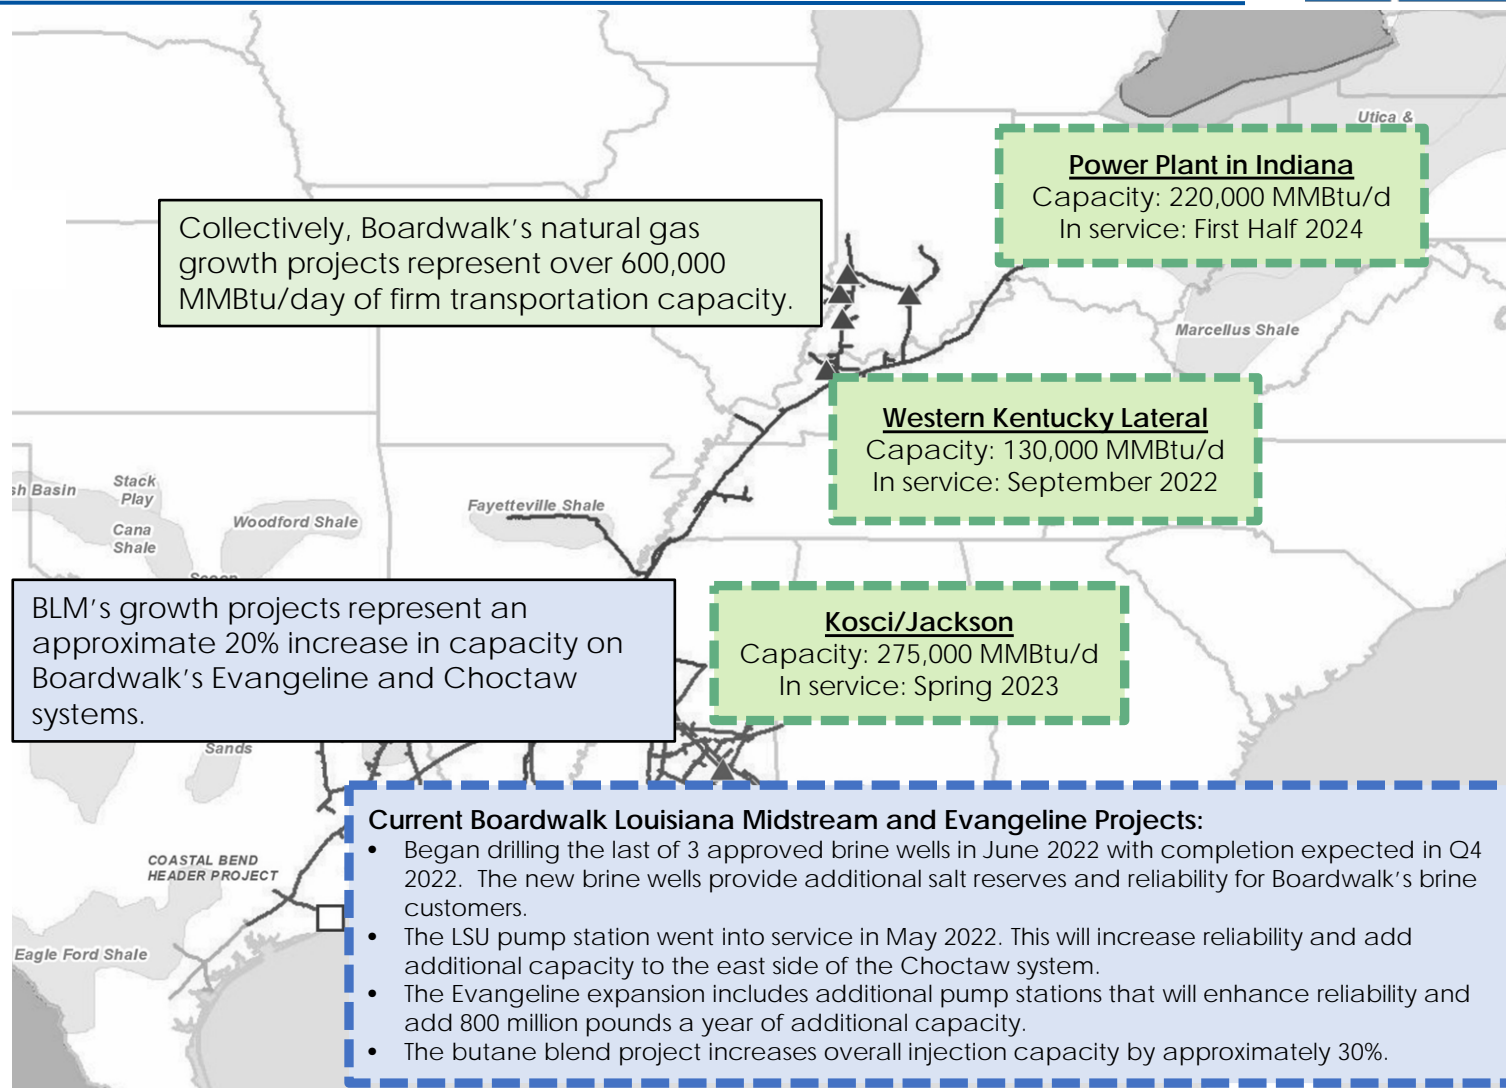 Utica &
Power Plant in Indiana
Capacity: 220,000 MMBtu/d
In service: First Half 2024
Collectively, Boardwalk's natural gas
growth projects represent over 600,000
MMBtu/day of firm transportation capacity.
Marcellus Shale
Western Kentucky Lateral
Capacity: 130,000 MMBtu/d
In service: September 2022
sh Basin
Stack
Play
Cana
Shale
Woodford Shale
Fayetteville Shale
BLM's growth projects represent an
approximate 20% increase in capacity on
Boardwalk's Evangeline and Choctaw
systems.
Kosci/Jackson
Capacity: 275,000 MMBtu/d
In service: Spring 2023
Sands
COASTAL BEND
HEADER PROJECT
Eagle Ford Shale
Current Boardwalk Louisiana Midstream and Evangeline Projects:
• Began drilling the last of 3 approved brine wells in June 2022 with completion expected in Q4
2022.  The new brine wells provide additional salt reserves and reliability for Boardwalk's brine
customers.
• The LSU pump station went into service in May 2022. This will increase reliability and add
additional capacity to the east side of the Choctaw system.
• The Evangeline expansion includes additional pump stations that will enhance reliability and
add 800 million pounds a year of additional capacity.
• The butane blend project increases overall injection capacity by approximately 30%.